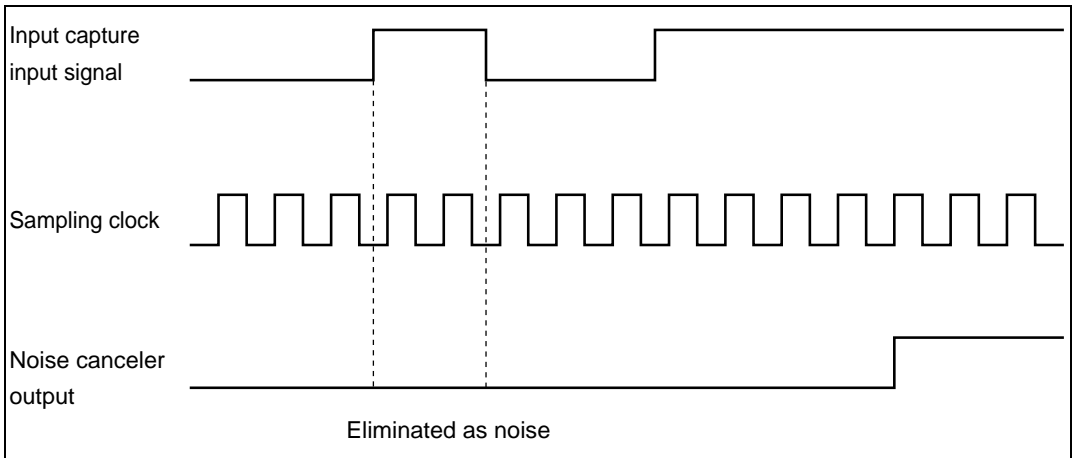 Input capture
input signal
Sampling clock
Noise canceler
output
Eliminated as noise